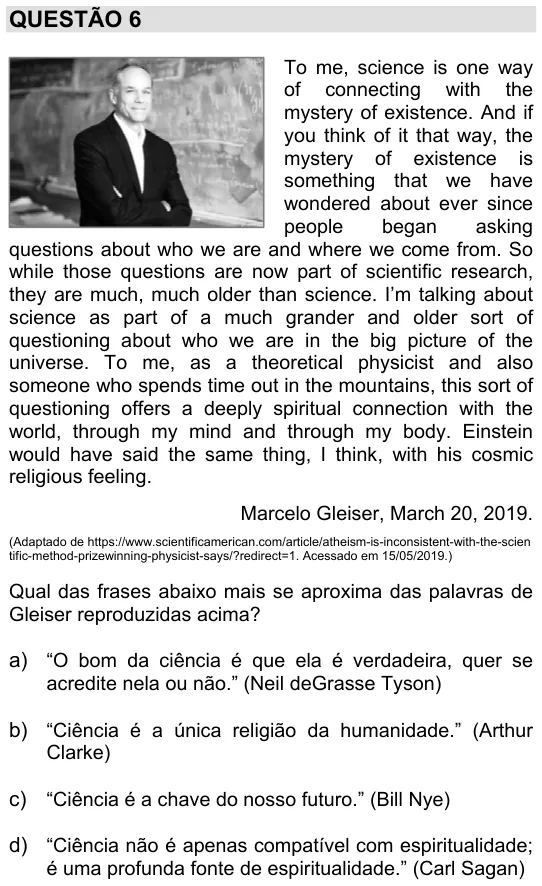 QUESTÃO 6
To me, science is one way
of connecting with the
mystery of existence. And if
you think of it that way, the
mystery of existence is
something that we have
wondered about ever since
people began asking
questions about who we are and where we come from. So
while those questions are now part of scientific research,
they are much, much older than science. I’m talking about
science as part of a much grander and older sort of
questioning about who we are in the big picture of the
universe. To me, as a theoretical physicist and also
someone who spends time out in the mountains, this sort of
questioning offers a deeply spiritual connection with the
world, through my mind and through my body. Einstein
would have said the same thing, I think, with his cosmic
religious feeling.
Marcelo Gleiser, March 20, 2019.
(Adaptado de https://www.scientificamerican.com/article/atheism-is-inconsistent-with-the-scien
tific-method-prizewinning-physicist-says/?redirect=1. Acessado em 15/05/2019.)
Qual das frases abaixo mais se aproxima das palavras de
Gleiser reproduzidas acima?
a) “O bom da ciência é que ela é verdadeira, quer se
acredite nela ou não.” (Neil deGrasse Tyson)
b) “Ciência é a única religião da humanidade.” (Arthur
Clarke)
c) “Ciência é a chave do nosso futuro.” (Bill Nye)
d) “Ciência não é apenas compatível com espiritualidade;
é uma profunda fonte de espiritualidade.” (Carl Sagan)